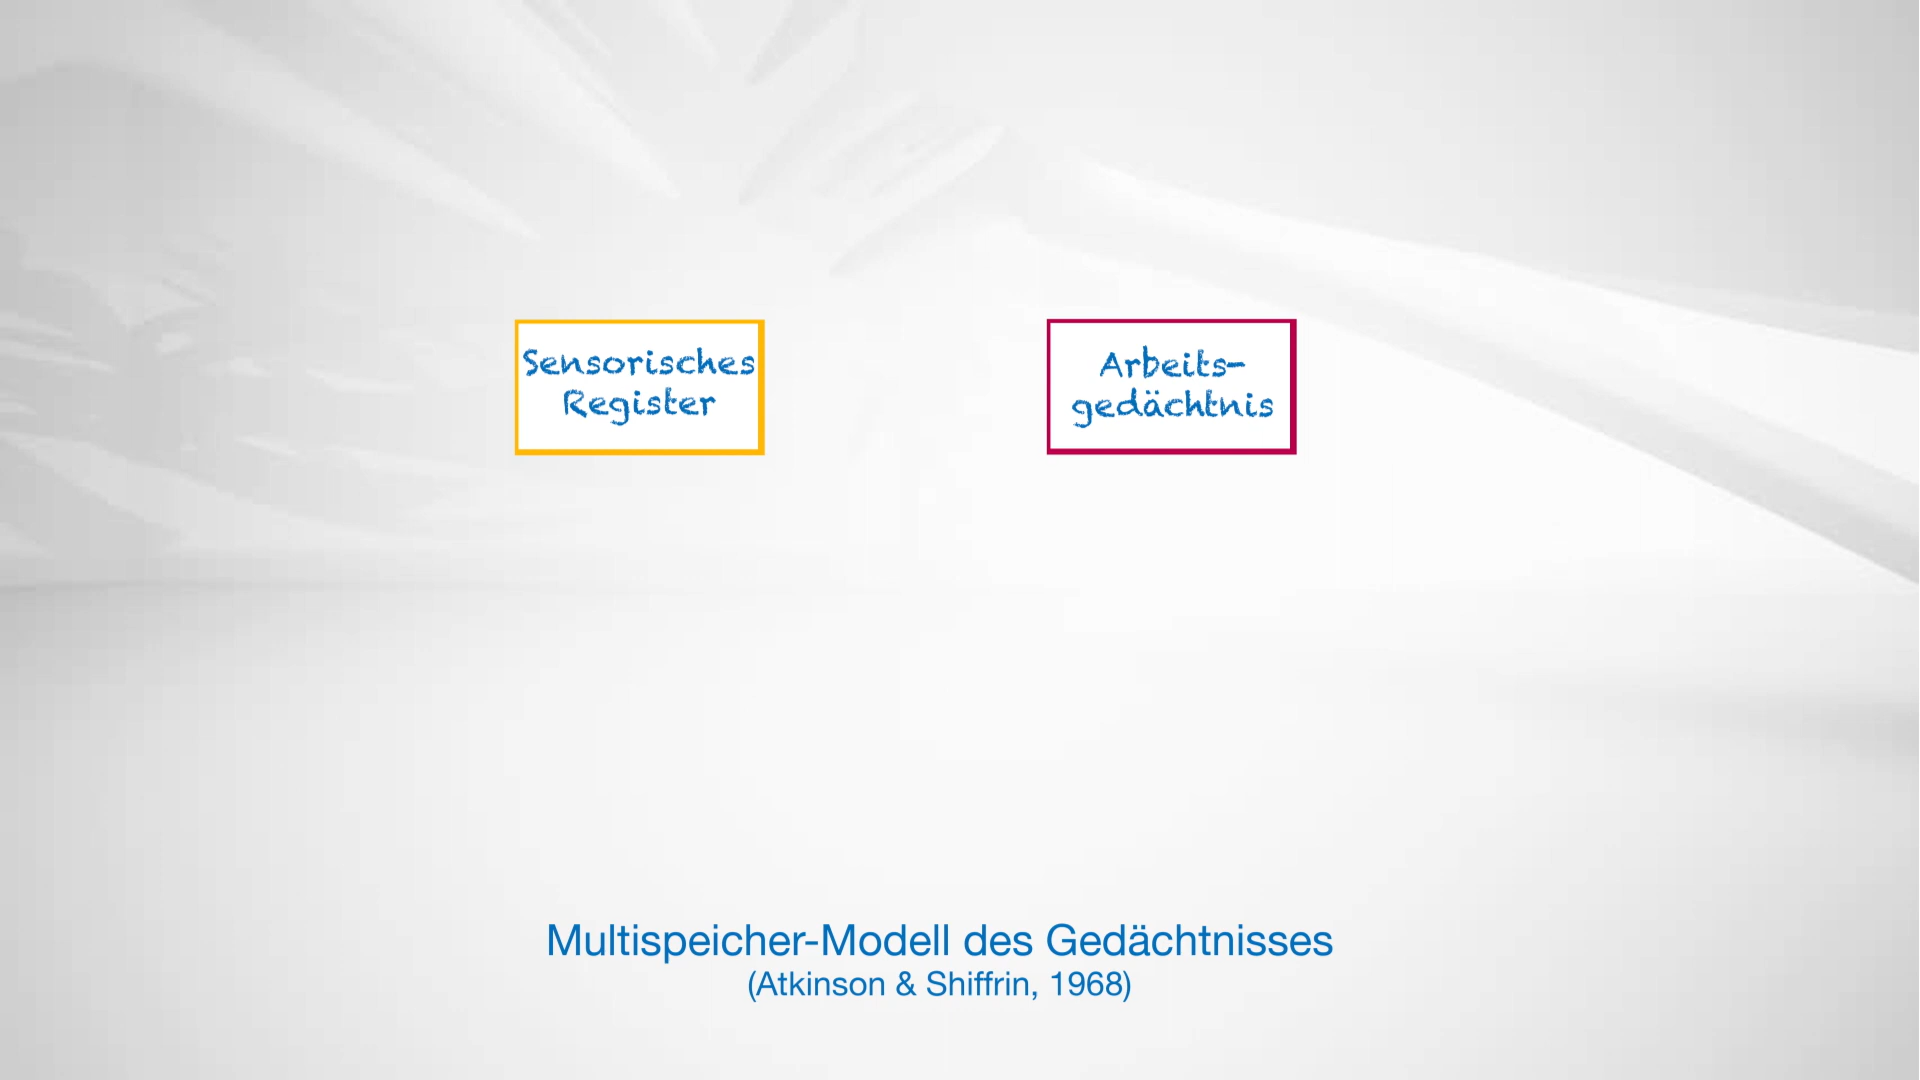 Sensorisches
Register
Arbeits-
gedächtnis
Multispeicher-Modell des Gedächtnisses
(Atkinson & Shiffrin, 1968)